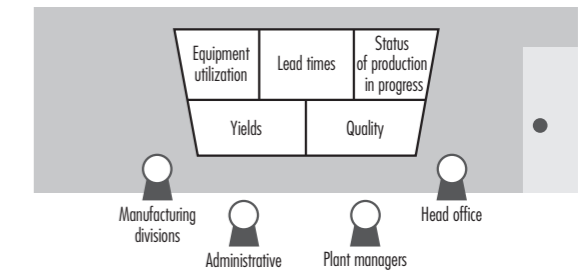 Equipment
utilization
Lead times
Status
of production
in progress
Yields
Quality
Manufacturing
divisions
Administrative
Plant managers
Head office